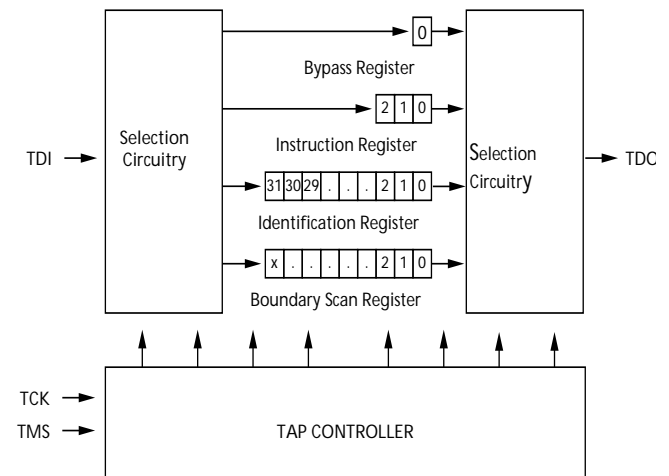 0
Bypass Register
2 1 0
Selection
Circuitry
Instruction Register
Selection
Circuitry
TDI
TDO
31 30 29 . . . 2 1 0
Identification Register
x . . . . . 2 1 0
Boundary Scan Register
TCK
TMS
TAP CONTROLLER